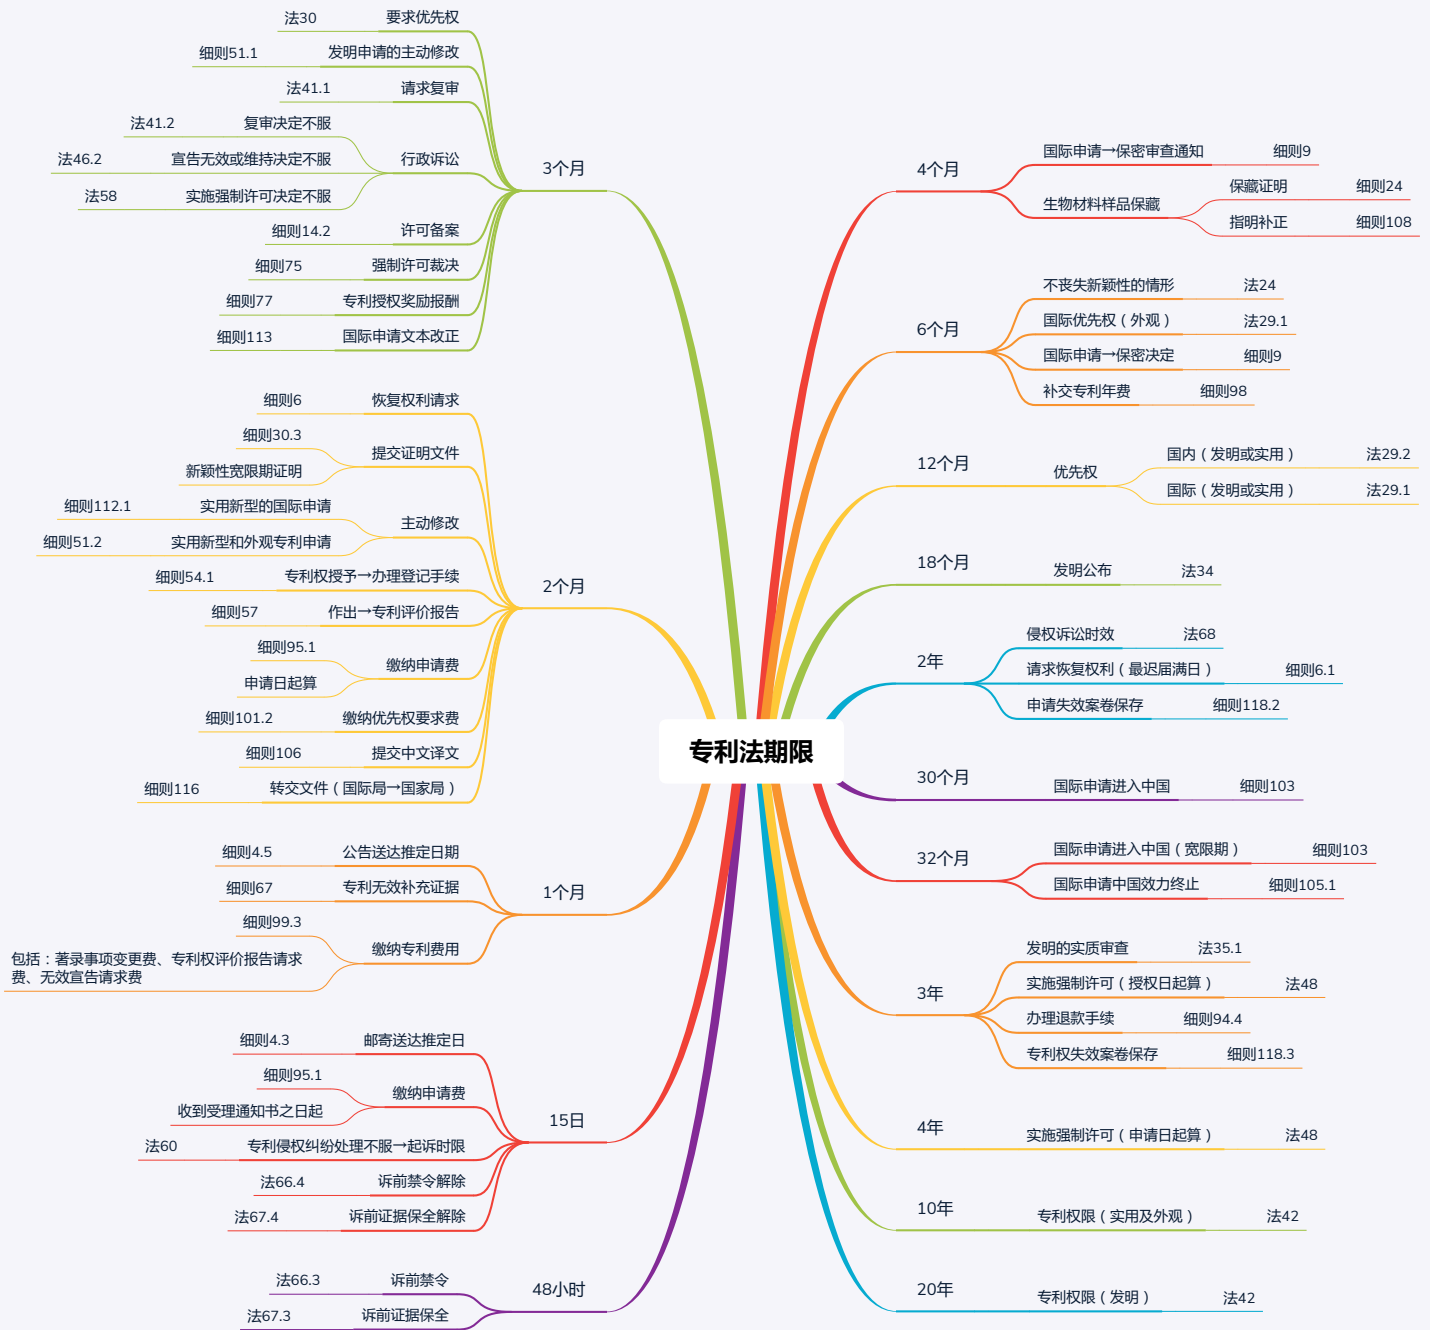 专利法期限
3个月
要求优先权
法30
发明申请的主动修改
细则51.1
请求复审
法41.1
行政诉讼
复审决定不服
法41.2
宣告无效或维持决定不服
法46.2
实施强制许可决定不服
法58
许可备案
细则14.2
强制许可裁决
细则75
专利授权奖励报酬
细则77
国际申请文本改正
细则113
2个月
恢复权利请求
细则6
提交证明文件
细则30.3
新颖性宽限期证明
主动修改
实用新型的国际申请
细则112.1
实用新型和外观专利申请
细则51.2
专利权授予→办理登记手续
细则54.1
作出→专利评价报告
细则57
缴纳申请费
细则95.1
申请日起算
缴纳优先权要求费
细则101.2
提交中文译文
细则106
转交文件（国际局→国家局）
细则116
1个月
公告送达推定日期
细则4.5
专利无效补充证据
细则67
缴纳专利费用
细则99.3
包括：著录事项变更费、专利权评价报告请求
费、无效宣告请求费
15日
邮寄送达推定日
细则4.3
缴纳申请费
细则95.1
收到受理通知书之日起
专利侵权纠纷处理不服→起诉时限
法60
诉前禁令解除
法66.4
诉前证据保全解除
法67.4
48小时
诉前禁令
法66.3
诉前证据保全
法67.3
4个月
国际申请→保密审查通知
细则9
生物材料样品保藏
保藏证明
细则24
指明补正
细则108
6个月
不丧失新颖性的情形
法24
国际优先权（外观）
法29.1
国际申请→保密决定
细则9
补交专利年费
细则98
12个月
优先权
国内（发明或实用）
法29.2
国际（发明或实用）
法29.1
18个月
发明公布
法34
2年
侵权诉讼时效
法68
请求恢复权利（最迟届满日）
细则6.1
申请失效案卷保存
细则118.2
30个月
国际申请进入中国
细则103
32个月
国际申请进入中国（宽限期）
细则103
国际申请中国效力终止
细则105.1
3年
发明的实质审查
法35.1
实施强制许可（授权日起算）
法48
办理退款手续
细则94.4
专利权失效案卷保存
细则118.3
4年
实施强制许可（申请日起算）
法48
10年
专利权限（实用及外观）
法42
20年
专利权限（发明）
法42